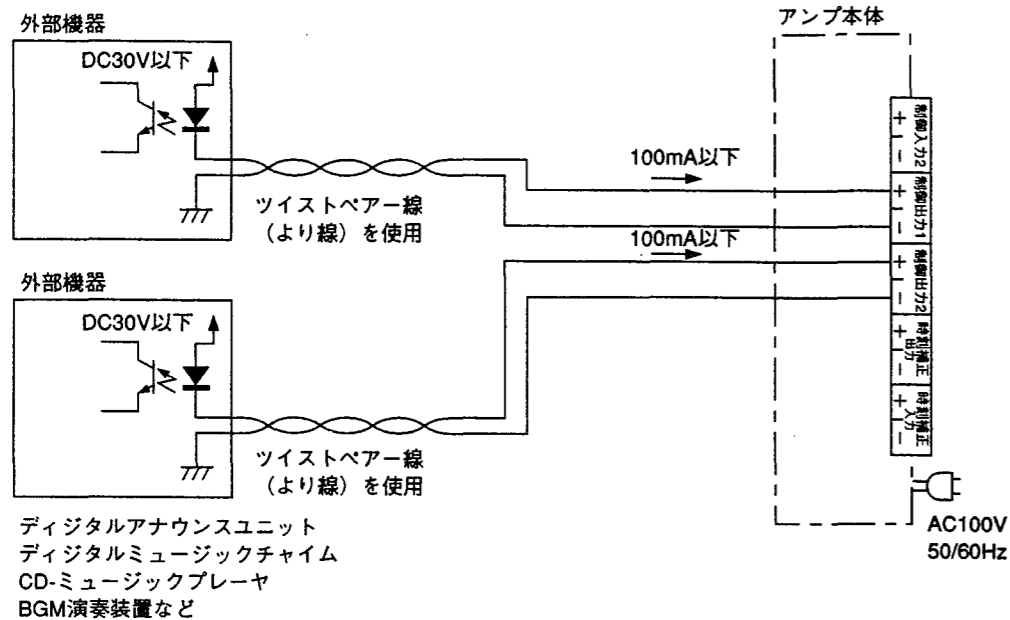 外部機器
DC30V以下
ツイストペアー線
(より線)を使用
100mA以下
アンプ本体
制御入力2
+
−
制御出力1
+
−
100mA以下
制御出力2
+
−
時刻補正
出力
+
−
時刻補正
入力
+
−
AC100V
50/60Hz
外部機器
DC30V以下
ツイストペアー線
(より線)を使用
ディジタルアナウンスユニット
ディジタルミュージックチャイム
CD-ミュージックプレーヤ
BGM演奏装置など